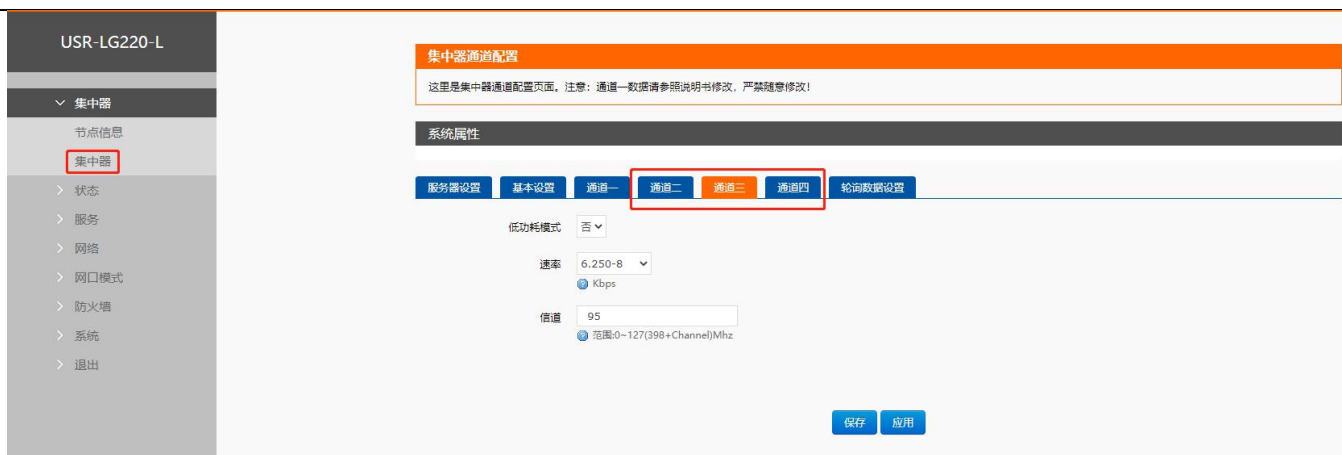 USR-LG220-L
集中器
节点信息
集中器
状态
服务
网络
网口模式
防火墙
系统
退出
集中器通道配置
这里是集中器通道配置页面。注意：通道一数据请参照说明书修改，严禁随意修改!
系统属性
服务器设置 基本设置 通道一 通道二 通道三 通道四 轮询数据设置
低功耗模式 否
速率 6.250-8
Kbps
信道 95
范围:0~127(398+Channel)Mhz
保存 应用